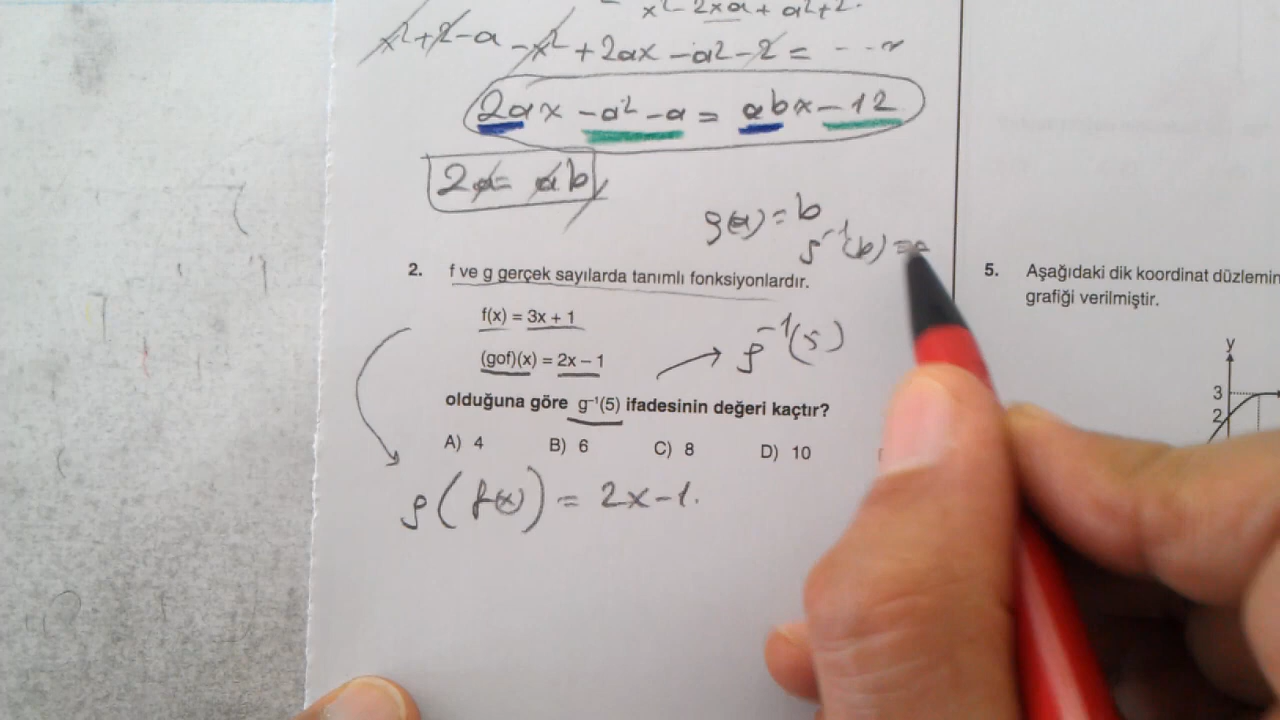 x² - 2xa + a² + 2
x² + 2 - a - x² + 2ax - a² - 2 =
2ax - a² - a = abx - 12
2a = ab
g(a) = b
g⁻¹(b) = a
2. f ve g gerçek sayılarda tanımlı fonksiyonlardır.
f(x) = 3x + 1
(gof)(x) = 2x – 1
g⁻¹(5)
olduğuna göre g⁻¹(5) ifadesinin değeri kaçtır?
A) 4 B) 6 C) 8 D) 10
g(f(x)) = 2x - 1.
5. Aşağıdaki dik koordinat düzlemin
grafiği verilmiştir.
y
3
2